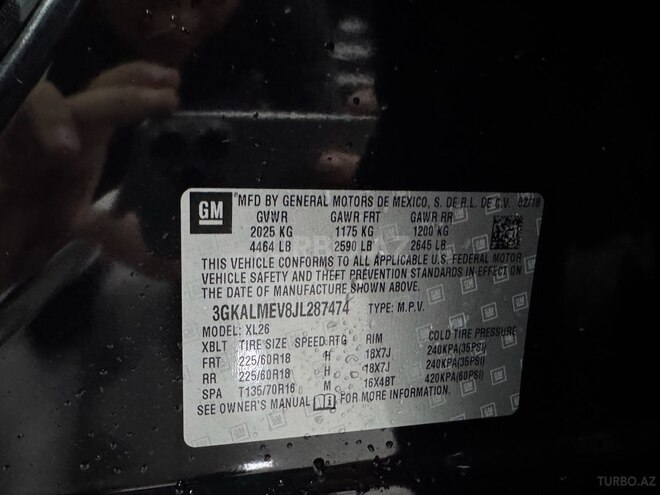 GM ®MFD BY GENERAL MOTORS DE MEXICO, S. DE R.L. DE C.V. 02/18
GVWR GAWR FRT GAWR RR
2025 KG 1175 KG 1200 KG
4464 LB 2590 LB 2645 LB
TURBO.AZ
THIS VEHICLE CONFORMS TO ALL APPLICABLE U.S. FEDERAL MOTOR
VEHICLE SAFETY AND THEFT PREVENTION STANDARDS IN EFFECT ON
THE DATE OF MANUFACTURE SHOWN ABOVE.
3GKALMEV8JL287474 TYPE: M.P.V.
MODEL: XL26
XBLT TIRE SIZE SPEED RTG RIM COLD TIRE PRESSURE
FRT 225/60R18 H 18X7J 240KPA(35PSI)
RR 225/60R18 H 18X7J 240KPA(35PSI)
SPA T135/70R16 M 16X4BT 420KPA(60PSI)
SEE OWNER'S MANUAL FOR MORE INFORMATION.
TURBO.AZ